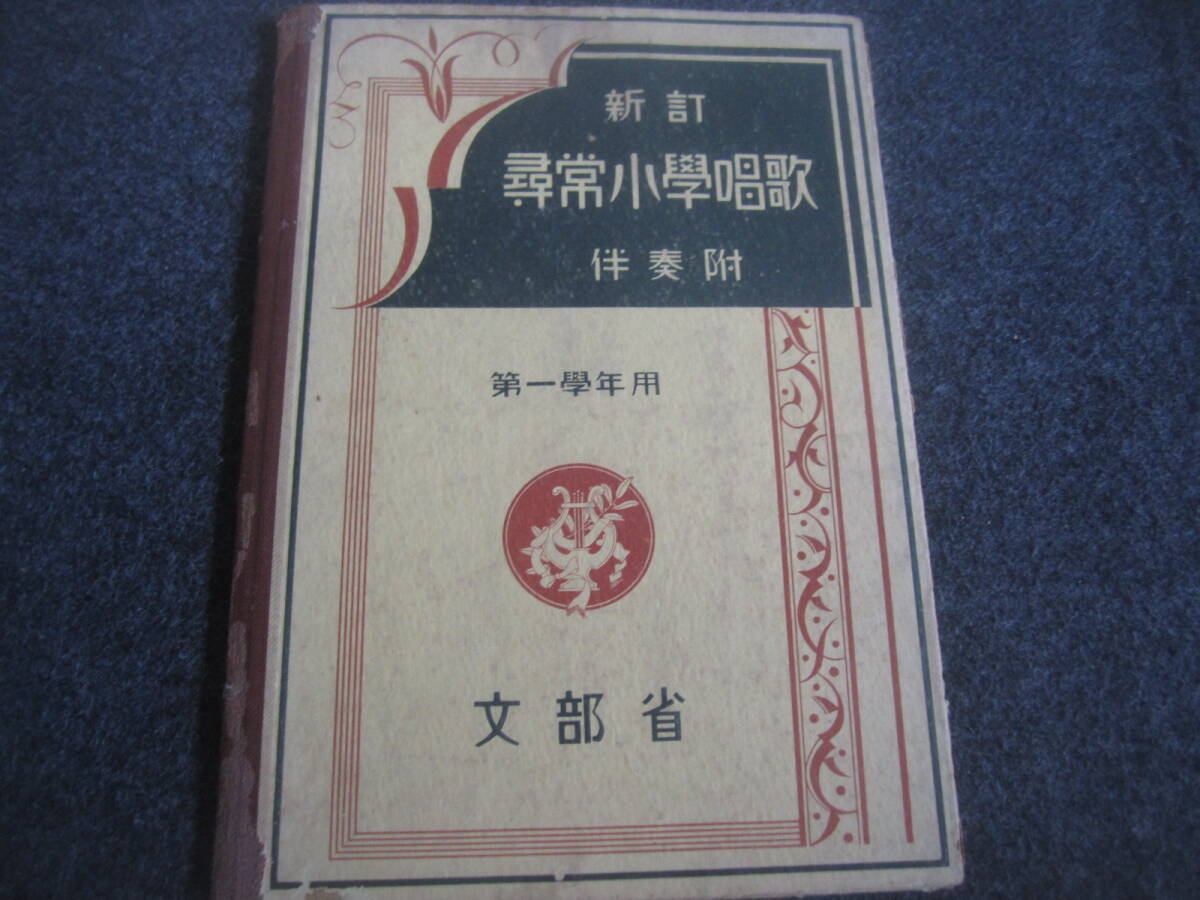 新訂
尋常小學唱歌
伴奏附
第一學年用
文部省